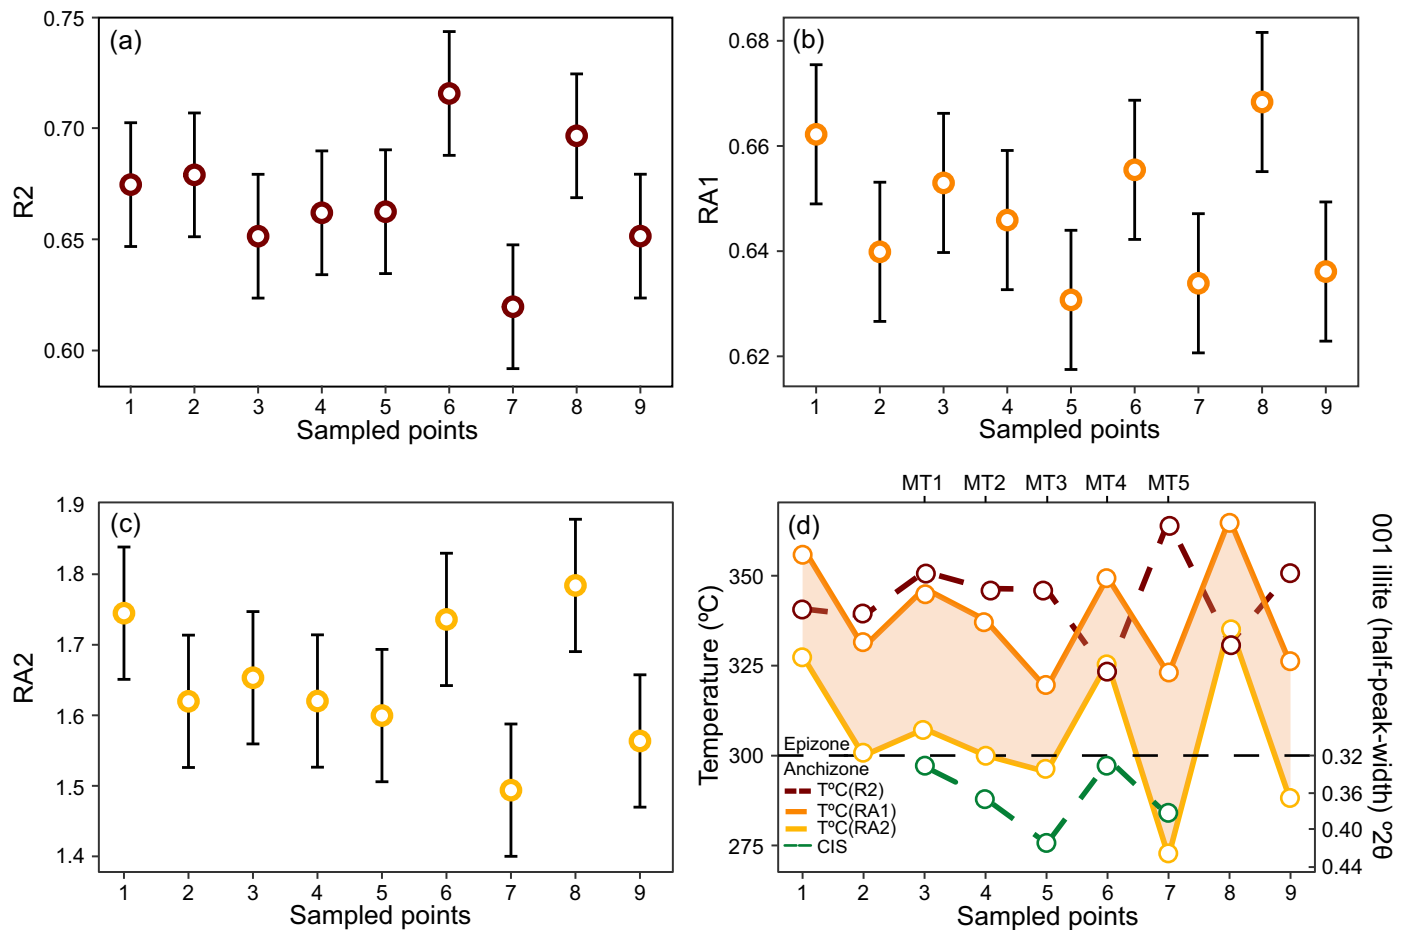 (a)
0.75
0.70
0.65
0.60
R2
1 2 3 4 5 6 7 8 9
Sampled points
(b)
0.68
0.66
0.64
0.62
RA1
1 2 3 4 5 6 7 8 9
Sampled points
(c)
1.9
1.8
1.7
1.6
1.5
1.4
RA2
1 2 3 4 5 6 7 8 9
Sampled points
MT1 MT2 MT3 MT4 MT5
(d)
350
325
300
275
Temperature (ºC)
Epizone
Anchizone
TºC(R2)
TºC(RA1)
TºC(RA2)
CIS
0.32
0.36
0.40
0.44
001 illite (half-peak-width) º2θ
1 2 3 4 5 6 7 8 9
Sampled points